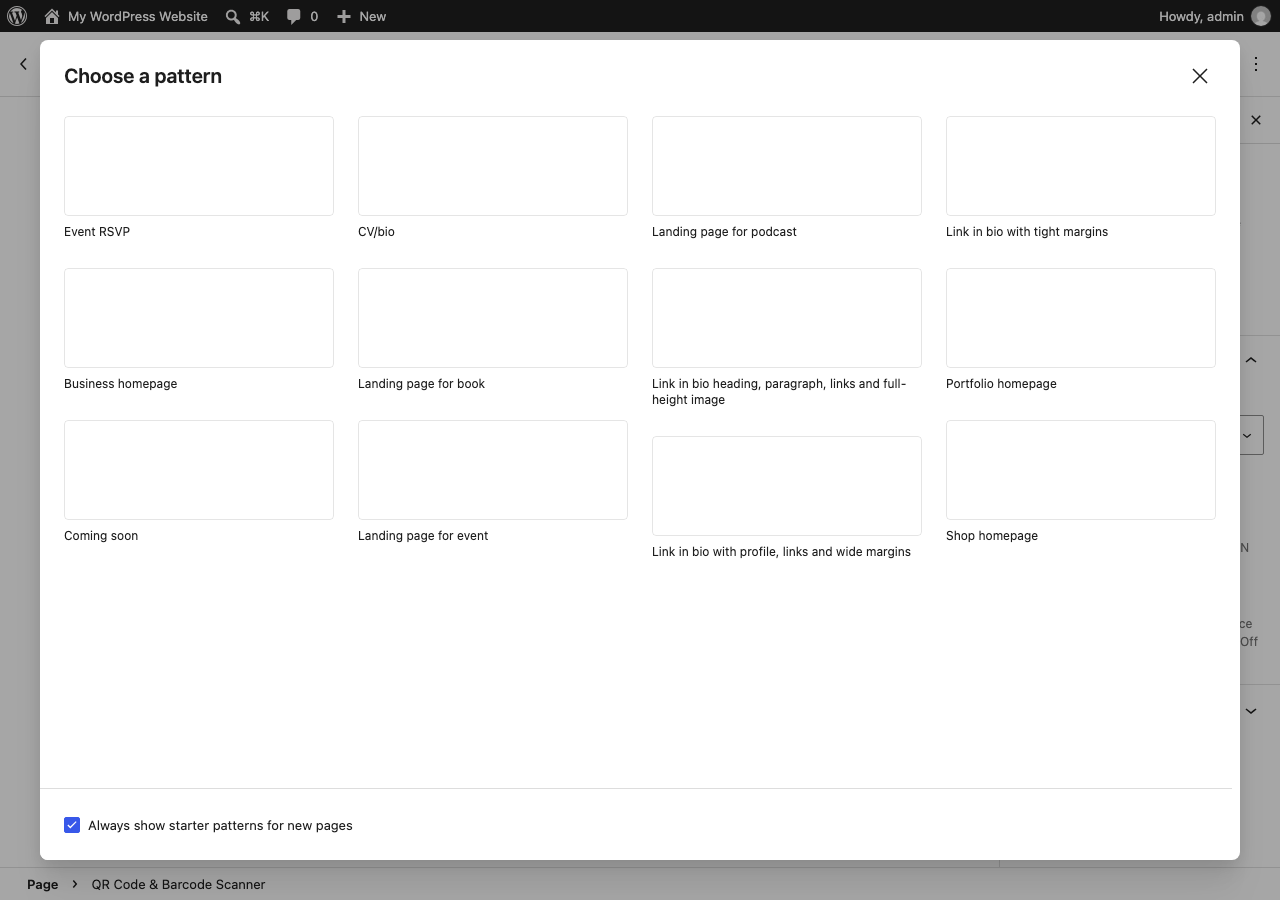 My WordPress Website
⌘K
0
New
Howdy, admin
Choose a pattern
Event RSVP
CV/bio
Landing page for podcast
Link in bio with tight margins
Business homepage
Landing page for book
Link in bio heading, paragraph, links and full-
height image
Portfolio homepage
Coming soon
Landing page for event
Link in bio with profile, links and wide margins
Shop homepage
N
ce
Off
Always show starter patterns for new pages
Page
QR Code & Barcode Scanner